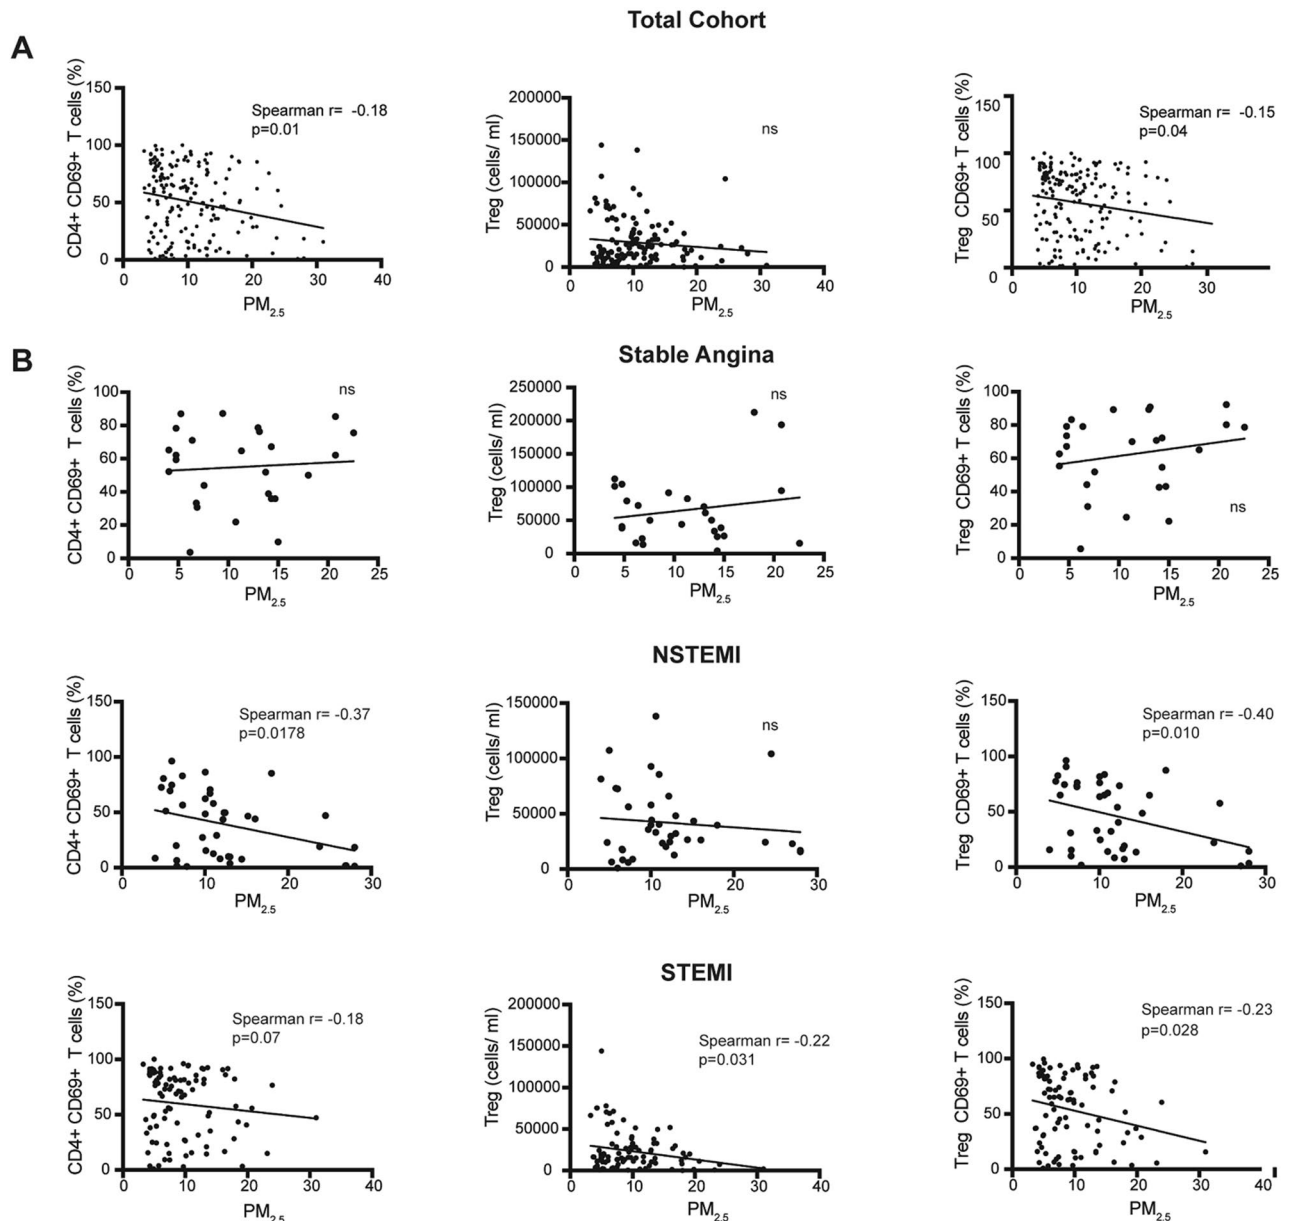 Total Cohort
A
CD4+ CD69+ T cells (%)
150
100
50
0
Spearman r= -0.18
p=0.01
0 10 20 30 40
PM2.5
Treg (cells/ ml)
200000
150000
100000
50000
0
ns
0 10 20 30 40
PM2.5
Treg CD69+ T cells (%)
150
100
50
0
Spearman r= -0.15
p=0.04
0 10 20 30
PM2.5
Stable Angina
B
CD4+ CD69+ T cells (%)
100
80
60
40
20
0
ns
0 5 10 15 20 25
PM2.5
Treg (cells/ ml)
250000
200000
150000
100000
50000
0
ns
0 5 10 15 20 25
PM2.5
Treg CD69+ T cells (%)
100
80
60
40
20
0
ns
0 5 10 15 20 25
PM2.5
NSTEMI
CD4+ CD69+ T cells (%)
150
100
50
0
Spearman r= -0.37
p=0.0178
0 10 20 30
PM2.5
Treg (cells/ ml)
150000
100000
50000
0
ns
0 10 20 30
PM2.5
Treg CD69+ T cells (%)
150
100
50
0
Spearman r= -0.40
p=0.010
0 10 20 30
PM2.5
STEMI
CD4+ CD69+ T cells (%)
150
100
50
0
Spearman r= -0.18
p=0.07
0 10 20 30 40
PM2.5
Treg (cells/ ml)
200000
150000
100000
50000
0
Spearman r= -0.22
p=0.031
0 10 20 30 40
PM2.5
Treg CD69+ T cells (%)
150
100
50
0
Spearman r= -0.23
p=0.028
0 10 20 30 40
PM2.5